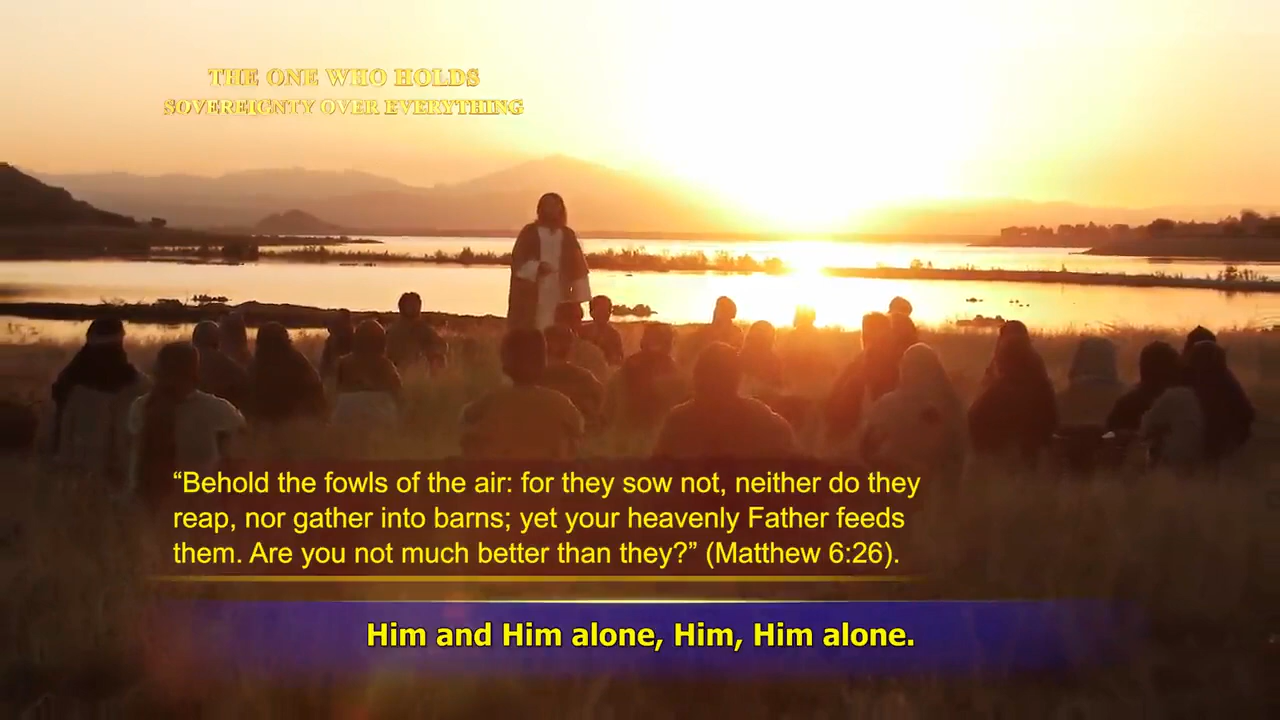 THE ONE WHO HOLDS
SOVEREIGNTY OVER EVERYTHING
“Behold the fowls of the air: for they sow not, neither do they
reap, nor gather into barns; yet your heavenly Father feeds
them. Are you not much better than they?” (Matthew 6:26).
Him and Him alone, Him, Him alone.